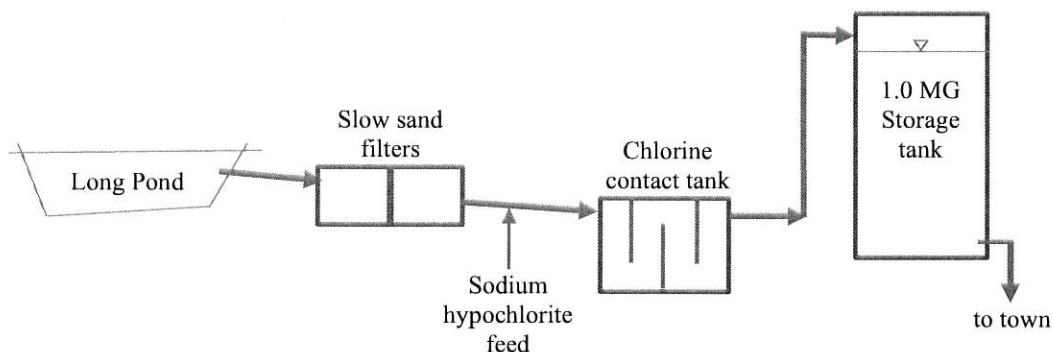 Long Pond
Slow sand
filters
Sodium
hypochlorite
feed
Chlorine
contact tank
1.0 MG
Storage
tank
to town